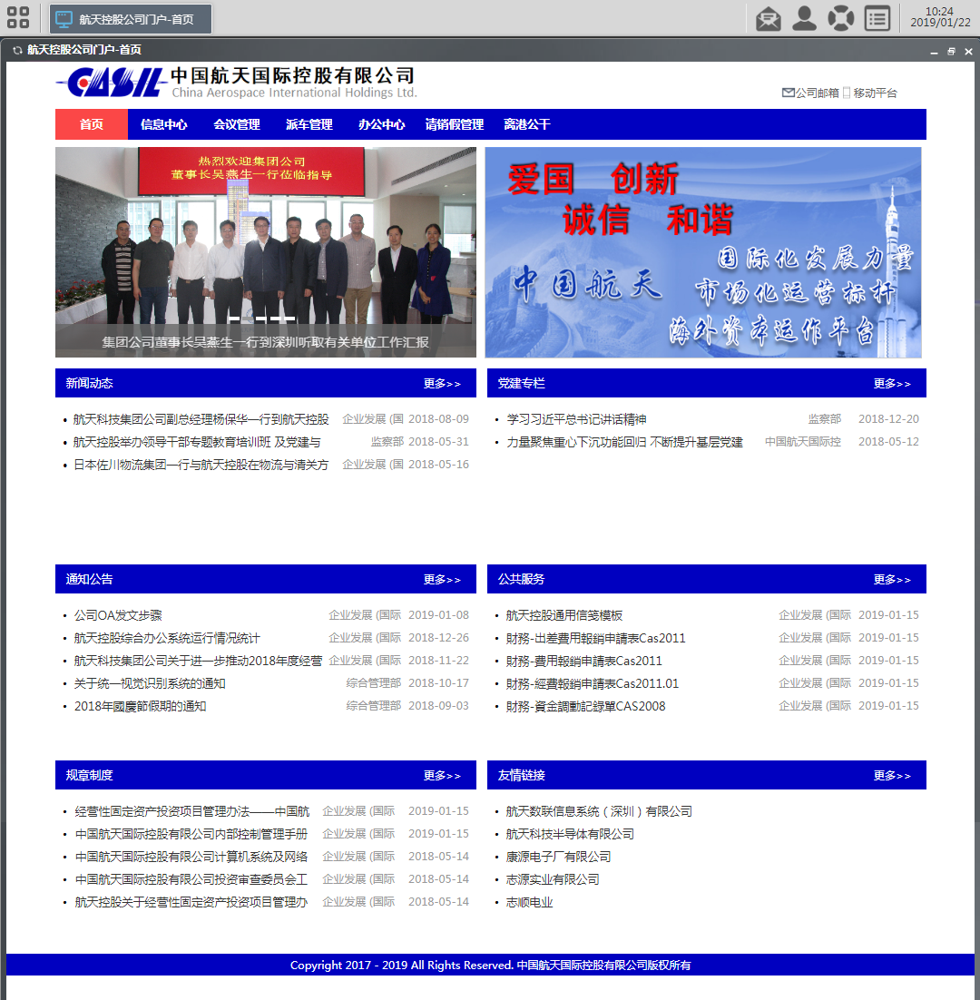 航天控股公司门户-首页
10:24
2019/01/22
航天控股公司门户-首页
CASIL 中国航天国际控股有限公司
China Aerospace International Holdings Ltd.
公司邮箱 移动平台
首页 信息中心 会议管理 派车管理 办公中心 请销假管理 离港公干
热烈欢迎集团公司
董事长吴燕生一行莅临指导
集团公司董事长吴燕生一行到深圳听取有关单位工作汇报
爱国 创新
诚信 和谐
国际化发展力量
中国航天
市场化运营标杆
海外资本运作平台
新闻动态 更多>>
航天科技集团公司副总经理杨保华一行到航天控股 企业发展 (国 2018-08-09
航天控股举办领导干部专题教育培训班 及党建与 监察部 2018-05-31
日本佐川物流集团一行与航天控股在物流与清关方 企业发展 (国 2018-05-16
党建专栏 更多>>
学习习近平总书记讲话精神 监察部 2018-12-20
力量聚焦重心下沉功能回归 不断提升基层党建 中国航天国际控 2018-05-12
通知公告 更多>>
公司OA发文步骤 企业发展 (国际 2019-01-08
航天控股综合办公系统运行情况统计 企业发展 (国际 2018-12-26
航天科技集团公司关于进一步推动2018年度经营 企业发展 (国际 2018-11-22
关于统一视觉识别系统的通知 综合管理部 2018-10-17
2018年國慶節假期的通知 综合管理部 2018-09-03
公共服务 更多>>
航天控股通用信笺模板 企业发展 (国际 2019-01-15
財務-出差費用報銷申請表Cas2011 企业发展 (国际 2019-01-15
財務-費用報銷申請表Cas2011 企业发展 (国际 2019-01-15
財務-經費報銷申請表Cas2011.01 企业发展 (国际 2019-01-15
財務-資金調動記錄單CAS2008 企业发展 (国际 2019-01-15
规章制度 更多>>
经营性固定资产投资项目管理办法——中国航 企业发展 (国际 2019-01-15
中国航天国际控股有限公司内部控制管理手册 企业发展 (国际 2019-01-15
中国航天国际控股有限公司计算机系统及网络 企业发展 (国际 2018-05-14
中国航天国际控股有限公司投资审查委员会工 企业发展 (国际 2018-05-14
航天控股关于经营性固定资产投资项目管理办 企业发展 (国际 2018-05-14
友情链接 更多>>
航天数联信息系统（深圳）有限公司
航天科技半导体有限公司
康源电子厂有限公司
志源实业有限公司
志顺电业
Copyright 2017 - 2019 All Rights Reserved. 中国航天国际控股有限公司版权所有